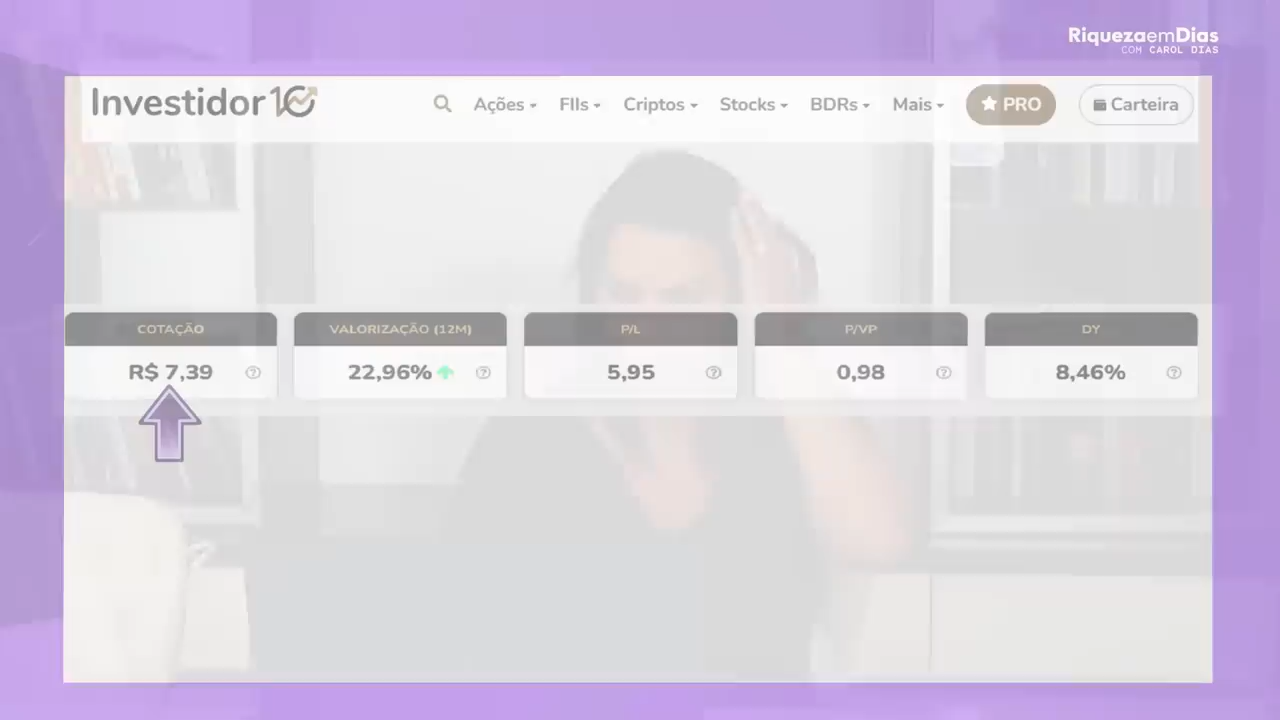 RiquezaemDias
COM CAROL DIAS
Investidor10
Ações FIIs Criptos Stocks BDRs Mais PRO Carteira
COTAÇÃO VALORIZAÇÃO (12M) P/L P/VP DY
R$ 7,39 22,96% 5,95 0,98 8,46%